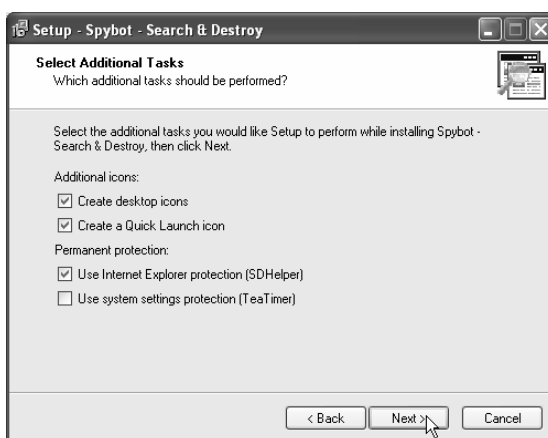 Setup - Spybot - Search & Destroy
Select Additional Tasks
Which additional tasks should be performed?
Select the additional tasks you would like Setup to perform while installing Spybot -
Search & Destroy, then click Next.
Additional icons:
Create desktop icons
Create a Quick Launch icon
Permanent protection:
Use Internet Explorer protection (SDHelper)
Use system settings protection (TeaTimer)
< Back
Next >
Cancel